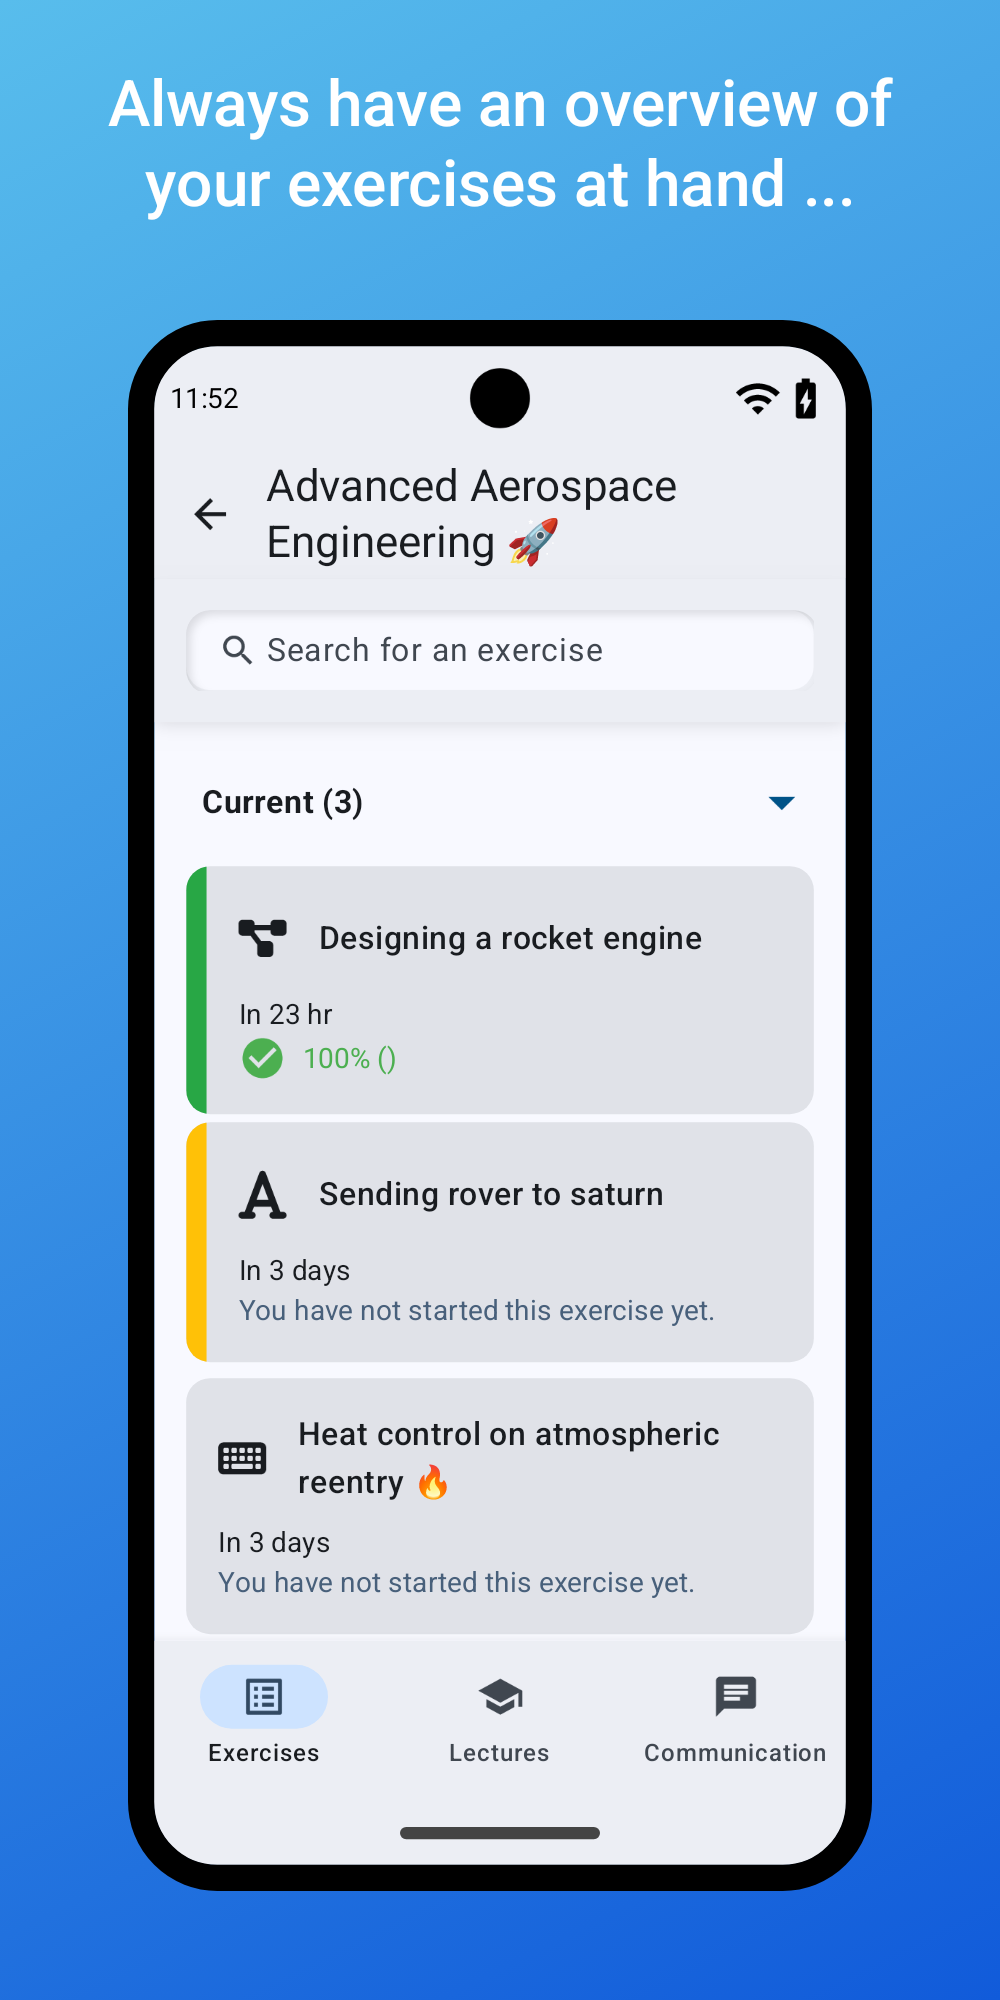 Always have an overview of
your exercises at hand ...
11:52
Advanced Aerospace
Engineering 🚀
Search for an exercise
Current (3)
Designing a rocket engine
In 23 hr
100% ()
Sending rover to saturn
In 3 days
You have not started this exercise yet.
Heat control on atmospheric
reentry 🔥
In 3 days
You have not started this exercise yet.
Exercises
Lectures
Communication